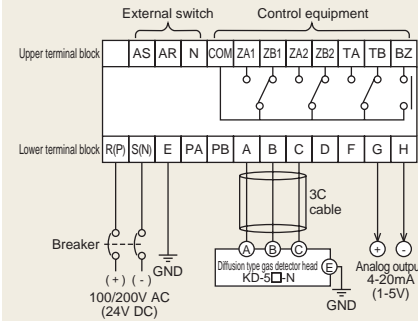 External switch Control equipment
Upper terminal block AS AR N COM ZA1 ZB1 ZA2 ZB2 TA TB BZ
Lower terminal block R(P) S(N) E PA PB A B C D F G H
3C
cable
Breaker
GND
A B C
Diffusion type gas detector head E
KD-5□-N
+ -
Analog output
4-20mA
(1-5V)
(+) (-)
GND
100/200V AC
(24V DC)